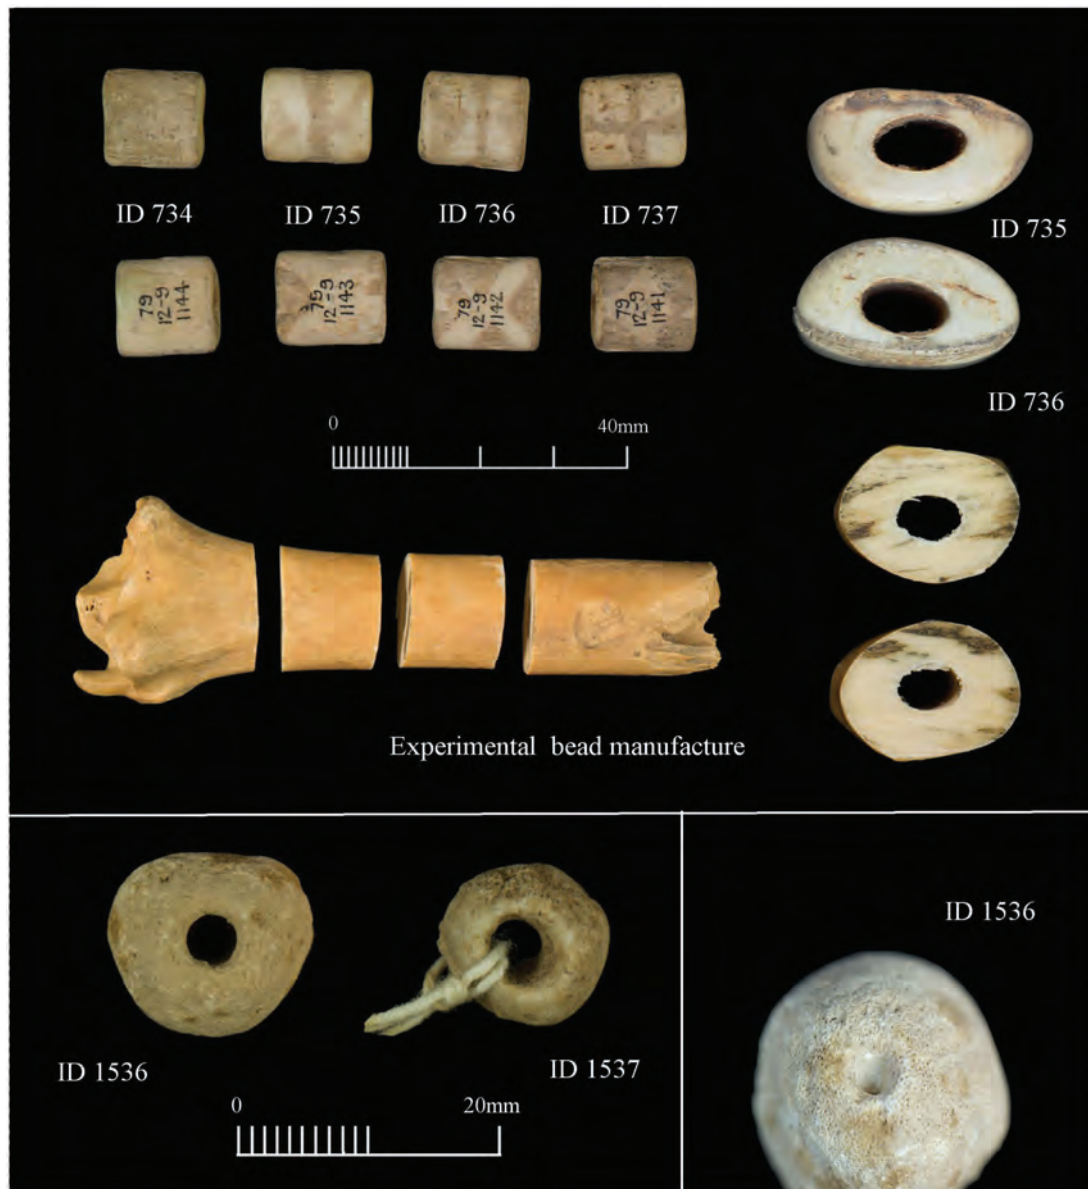 ID 734
ID 735
ID 736
ID 737
ID 735
79
12-9
1144
79
12-9
1143
79
12-9
1142
79
12-9
1141
ID 736
0
40mm
Experimental bead manufacture
ID 1536
ID 1537
0
20mm
ID 1536